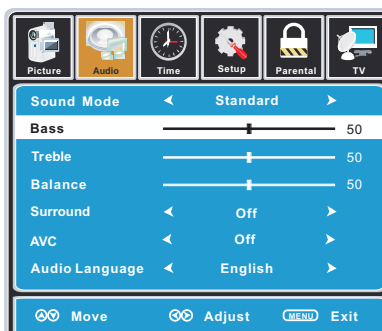 Picture Audio Time Setup Parental TV
Sound Mode Standard
Bass 50
Treble 50
Balance 50
Surround Off
AVC Off
Audio Language English
Move Adjust MENU Exit